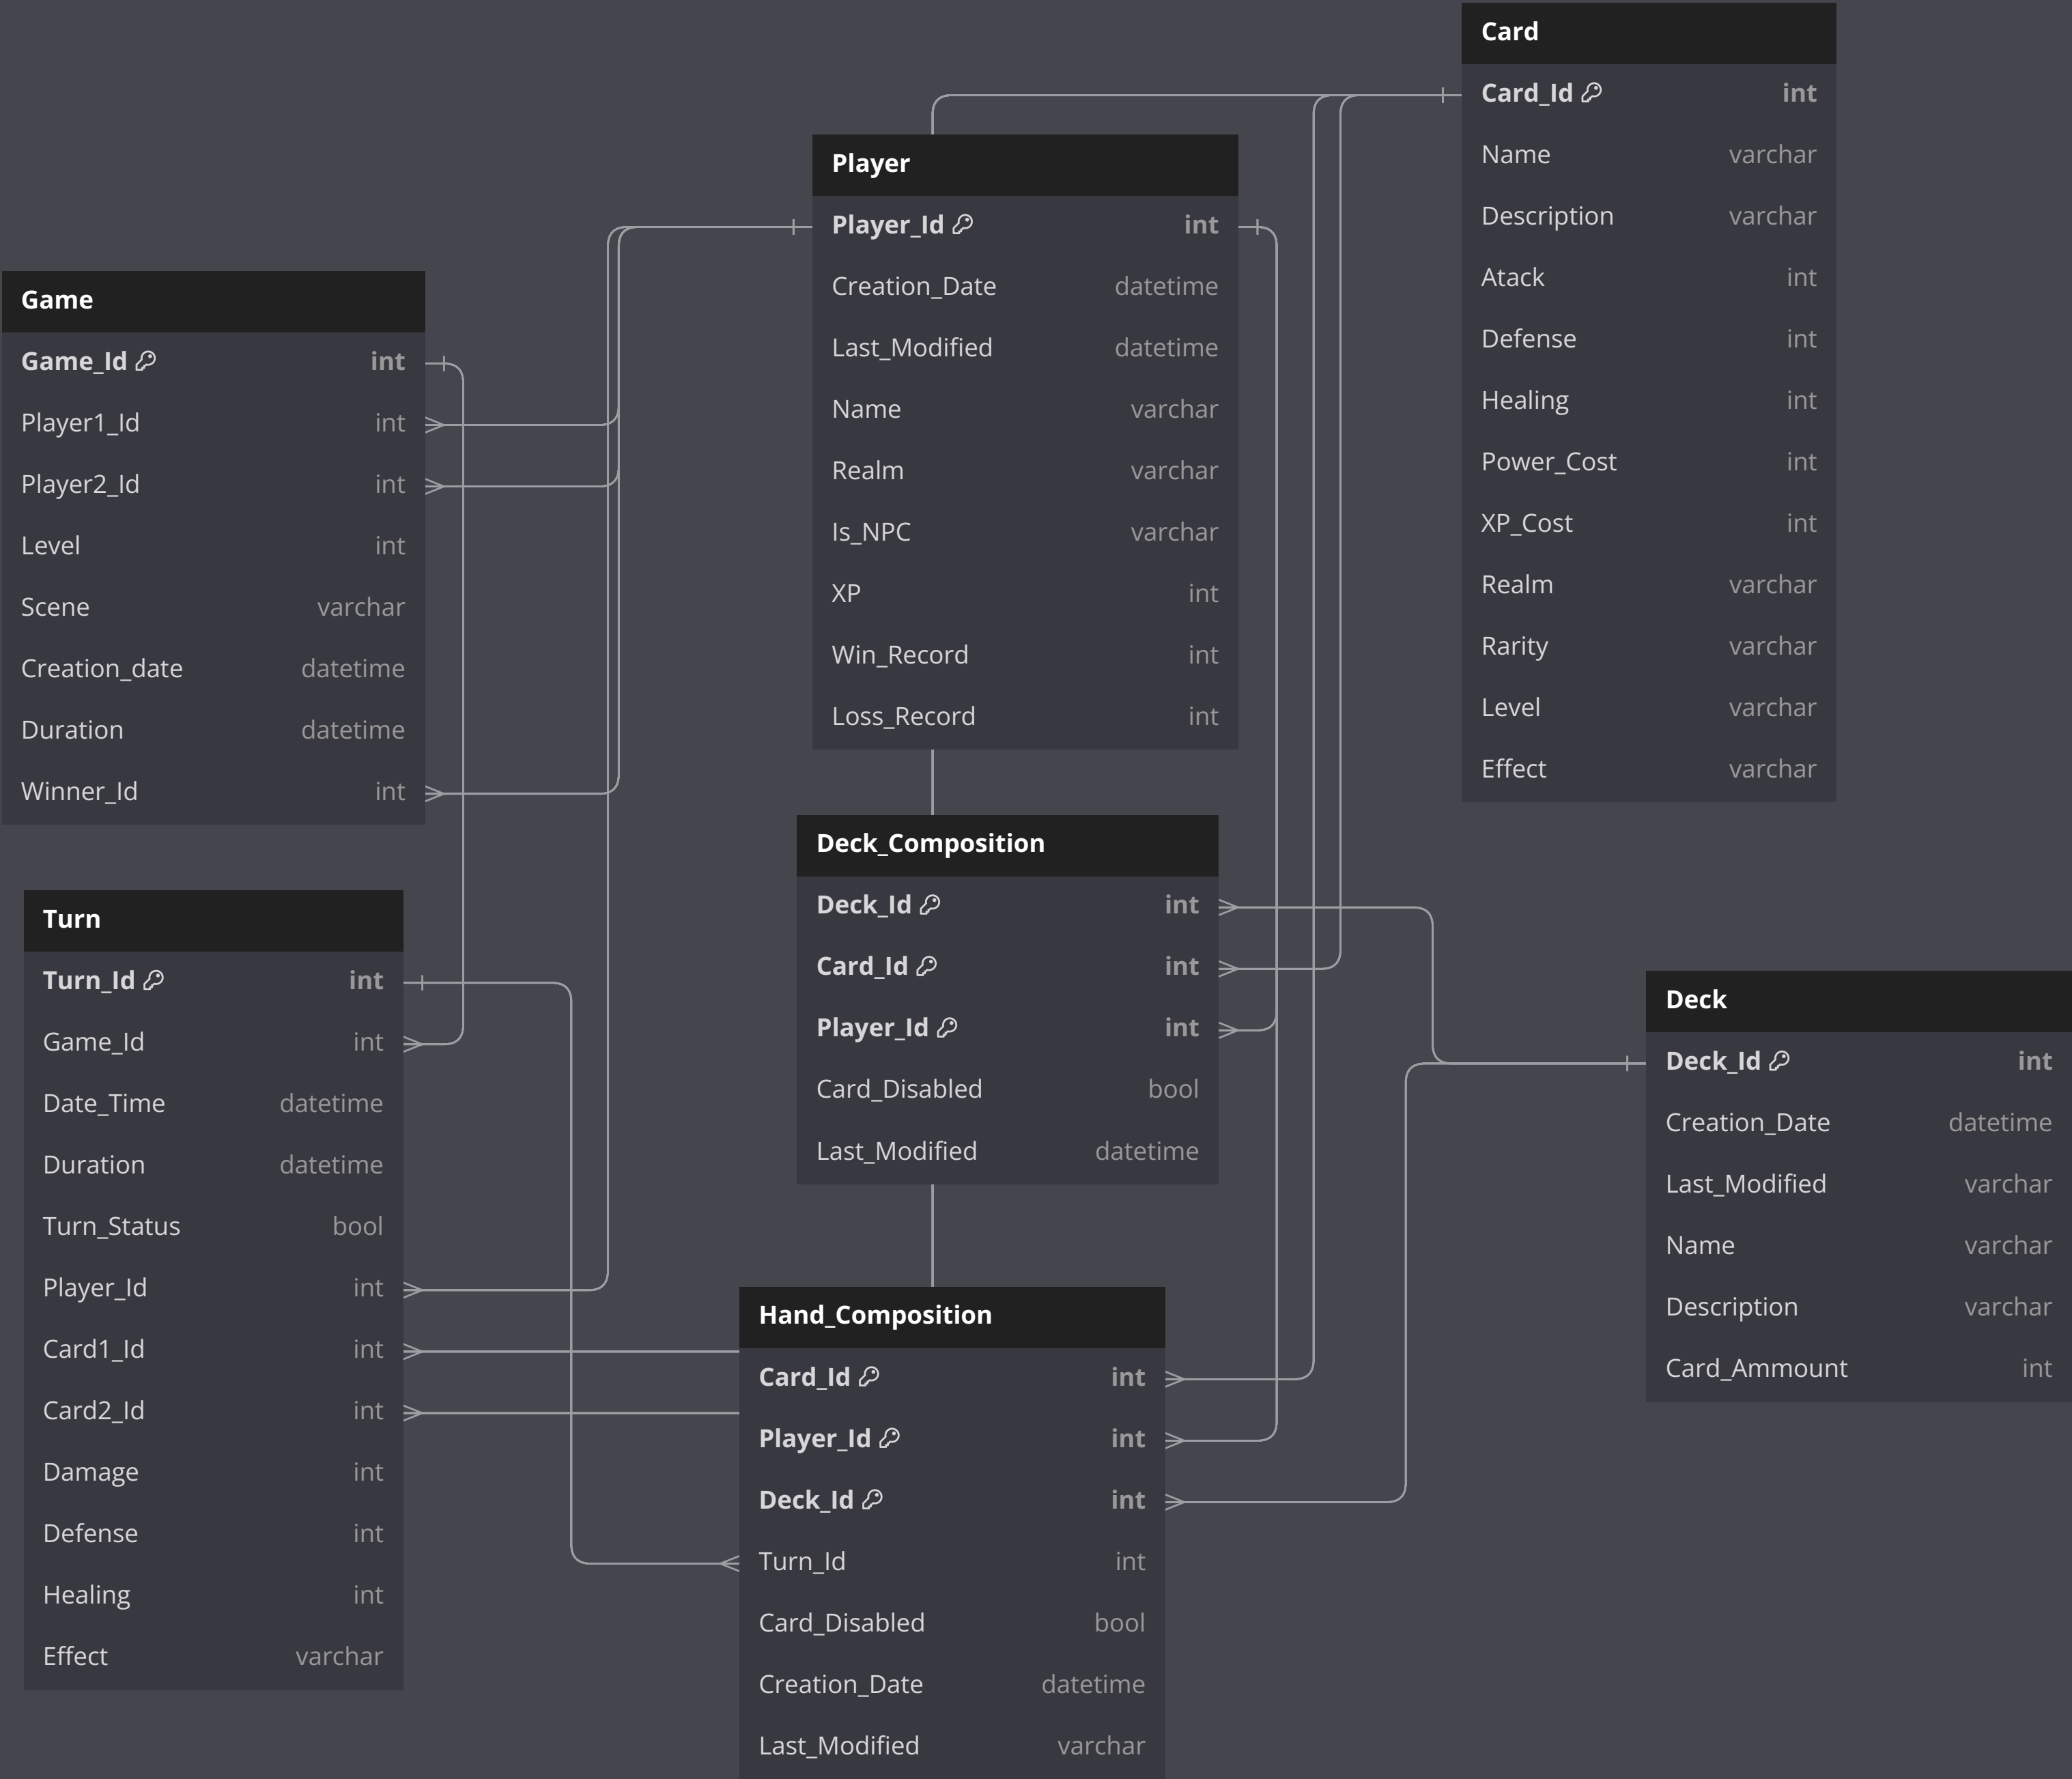 Card
Card_Id int
Name varchar
Description varchar
Atack int
Defense int
Healing int
Power_Cost int
XP_Cost int
Realm varchar
Rarity varchar
Level varchar
Effect varchar
Player
Player_Id int
Creation_Date datetime
Last_Modified datetime
Name varchar
Realm varchar
Is_NPC varchar
XP int
Win_Record int
Loss_Record int
Game
Game_Id int
Player1_Id int
Player2_Id int
Level int
Scene varchar
Creation_date datetime
Duration datetime
Winner_Id int
Deck_Composition
Deck_Id int
Card_Id int
Player_Id int
Card_Disabled bool
Last_Modified datetime
Turn
Turn_Id int
Game_Id int
Date_Time datetime
Duration datetime
Turn_Status bool
Player_Id int
Card1_Id int
Card2_Id int
Damage int
Defense int
Healing int
Effect varchar
Deck
Deck_Id int
Creation_Date datetime
Last_Modified varchar
Name varchar
Description varchar
Card_Ammount int
Hand_Composition
Card_Id int
Player_Id int
Deck_Id int
Turn_Id int
Card_Disabled bool
Creation_Date datetime
Last_Modified varchar